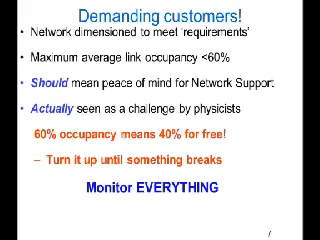 Demanding customers!
• Network dimensioned to meet 'requirements'
• Maximum average link occupancy <60%
• Should mean peace of mind for Network Support
• Actually seen as a challenge by physicists
60% occupancy means 40% for free!
– Turn it up until something breaks
Monitor EVERYTHING